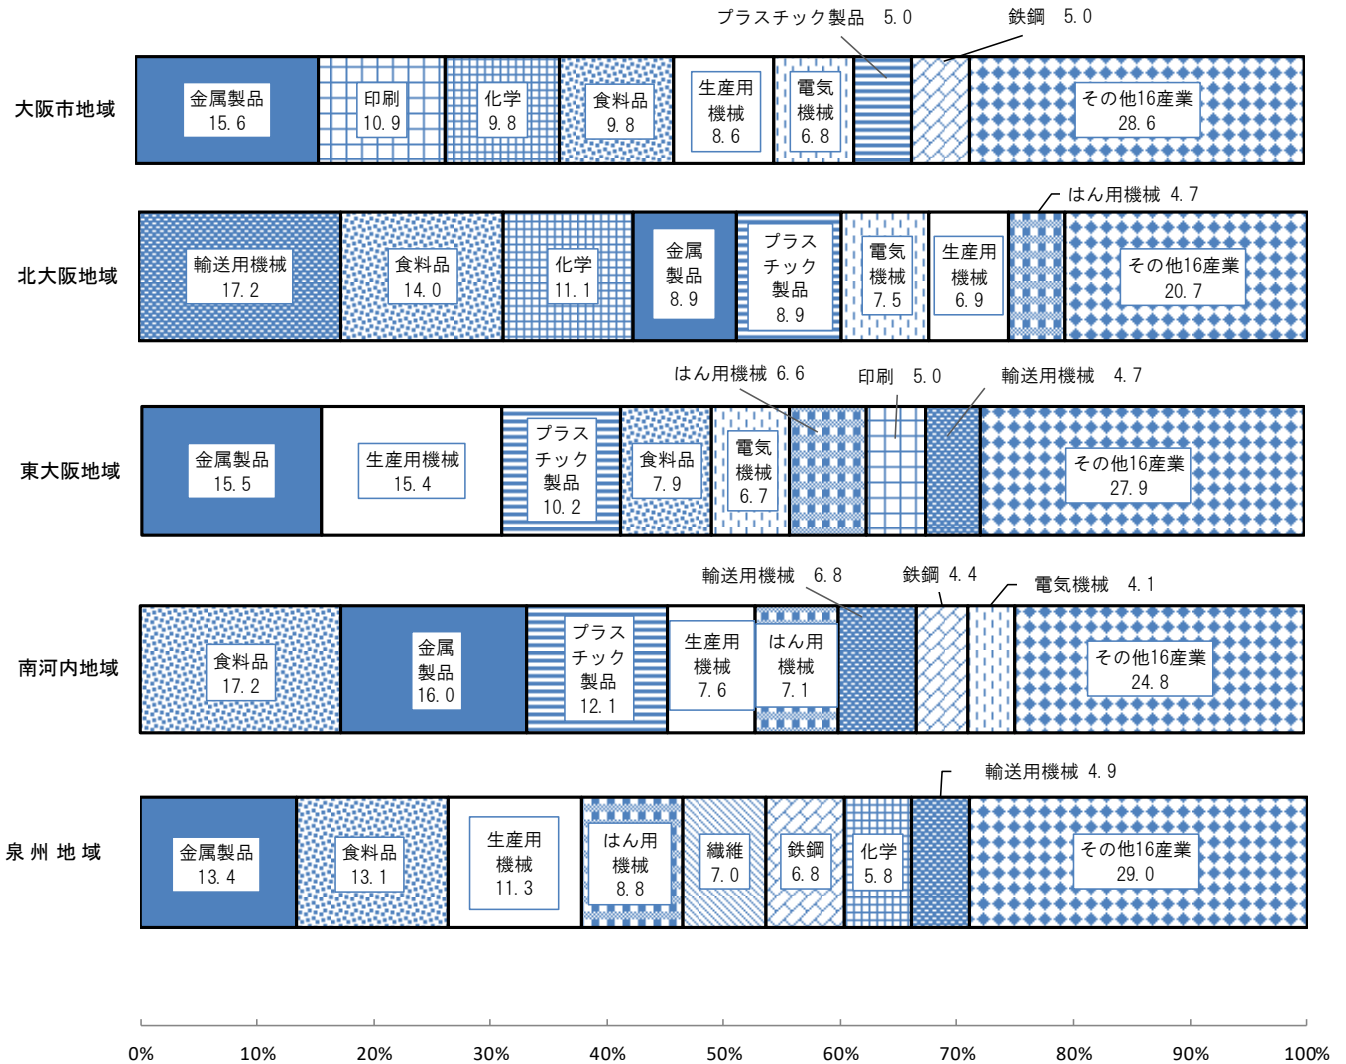 プラスチック製品 5.0
鉄鋼 5.0
大阪市地域
金属製品
15.6
印刷
10.9
化学
9.8
食料品
9.8
生産用
機械
8.6
電気
機械
6.8
その他16産業
28.6
はん用機械 4.7
北大阪地域
輸送用機械
17.2
食料品
14.0
化学
11.1
金属
製品
8.9
プラス
チック
製品
8.9
電気
機械
7.5
生産用
機械
6.9
その他16産業
20.7
はん用機械 6.6
印刷 5.0
輸送用機械 4.7
東大阪地域
金属製品
15.5
生産用機械
15.4
プラス
チック
製品
10.2
食料品
7.9
電気
機械
6.7
その他16産業
27.9
輸送用機械 6.8
鉄鋼 4.4
電気機械 4.1
南河内地域
食料品
17.2
金属
製品
16.0
プラス
チック
製品
12.1
生産用
機械
7.6
はん用
機械
7.1
その他16産業
24.8
輸送用機械 4.9
泉州地域
金属製品
13.4
食料品
13.1
生産用
機械
11.3
はん用
機械
8.8
繊維
7.0
鉄鋼
6.8
化学
5.8
その他16産業
29.0
0% 10% 20% 30% 40% 50% 60% 70% 80% 90% 100%